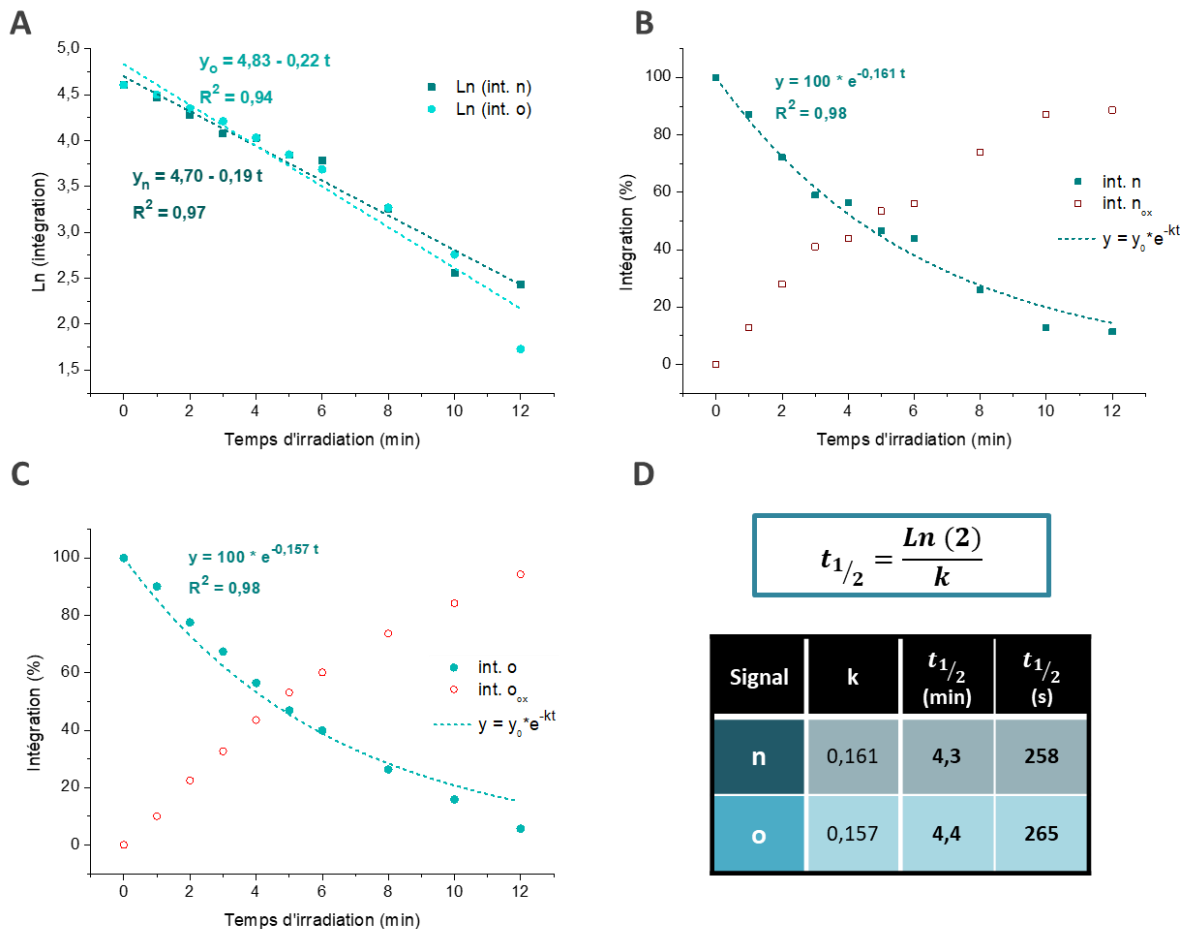 A
5,0
4,5
4,0
3,5
3,0
2,5
2,0
1,5
Ln (intégration)
y_o = 4,83 - 0,22 t
R² = 0,94
y_n = 4,70 - 0,19 t
R² = 0,97
Ln (int. n)
Ln (int. o)
0 2 4 6 8 10 12
Temps d'irradiation (min)
B
100
80
60
40
20
0
Intégration (%)
y = 100 * e^-0,161 t
R² = 0,98
int. n
int. n_ox
y = y_0*e^-kt
0 2 4 6 8 10 12
Temps d'irradiation (min)
C
100
80
60
40
20
0
Intégration (%)
y = 100 * e^-0,157 t
R² = 0,98
int. o
int. o_ox
y = y_0*e^-kt
0 2 4 6 8 10 12
Temps d'irradiation (min)
D
t_1/2 = Ln (2) / k
Signal k t_1/2 (min) t_1/2 (s)
n 0,161 4,3 258
o 0,157 4,4 265